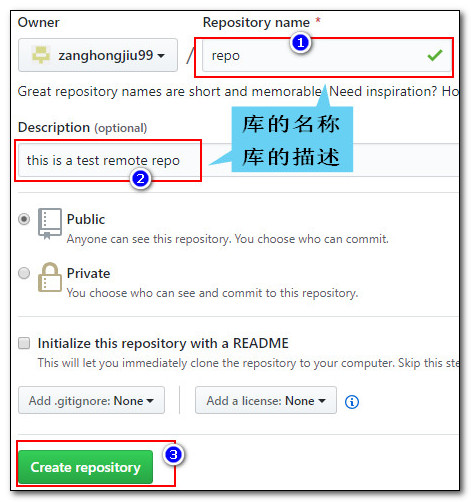 Owner
Repository name *
zanghongjiu99
/
repo
1
Great repository names are short and memorable. Need inspiration? Ho
库的名称
库的描述
Description (optional)
this is a test remote repo
2
Public
Anyone can see this repository. You choose who can commit.
Private
You choose who can see and commit to this repository.
Initialize this repository with a README
This will let you immediately clone the repository to your computer. Skip this ste
Add .gitignore: None
Add a license: None
3
Create repository